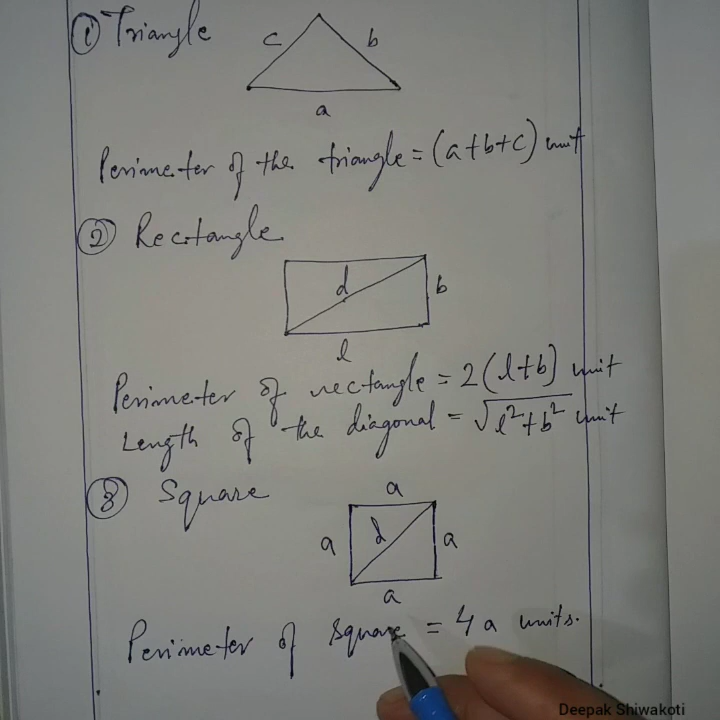 ① Triangle
c b
a
Perimeter of the triangle = (a+b+c) unit
② Rectangle
d b
l
Perimeter of rectangle = 2(l+b) unit
Length of the diagonal = √l²+b² unit
③ Square
a
a d a
a
Perimeter of square = 4a units.
Deepak Shiwakoti